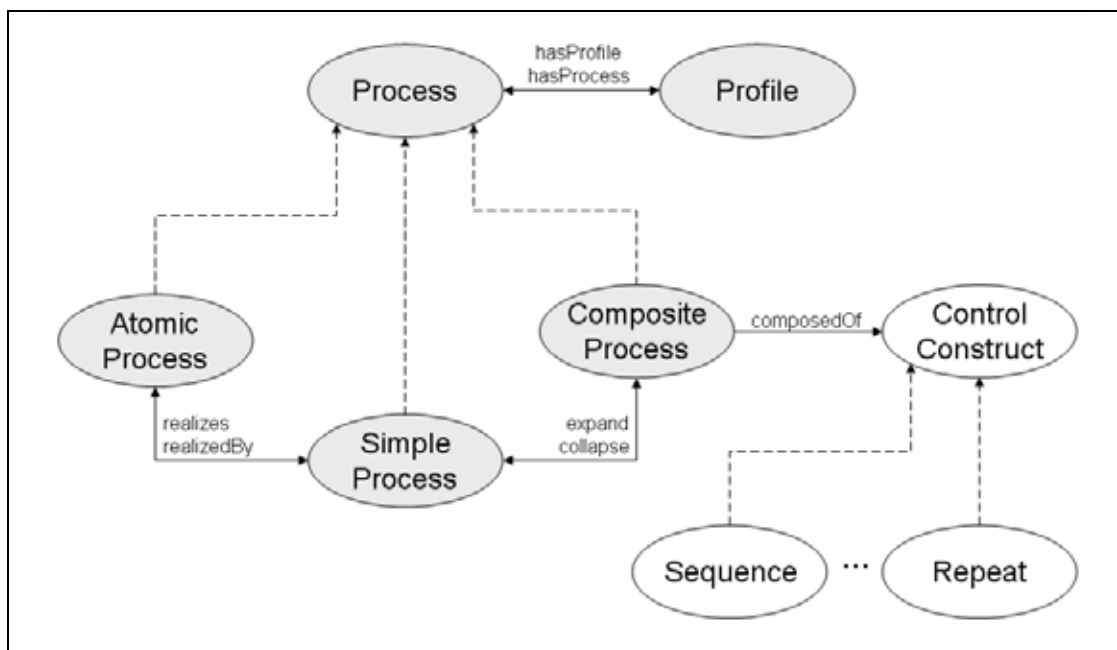 hasProfile
hasProcess
Process
Profile
Atomic
Process
Composite
Process
composedOf
Control
Construct
realizes
realizedBy
Simple
Process
expand
collapse
Sequence
...
Repeat